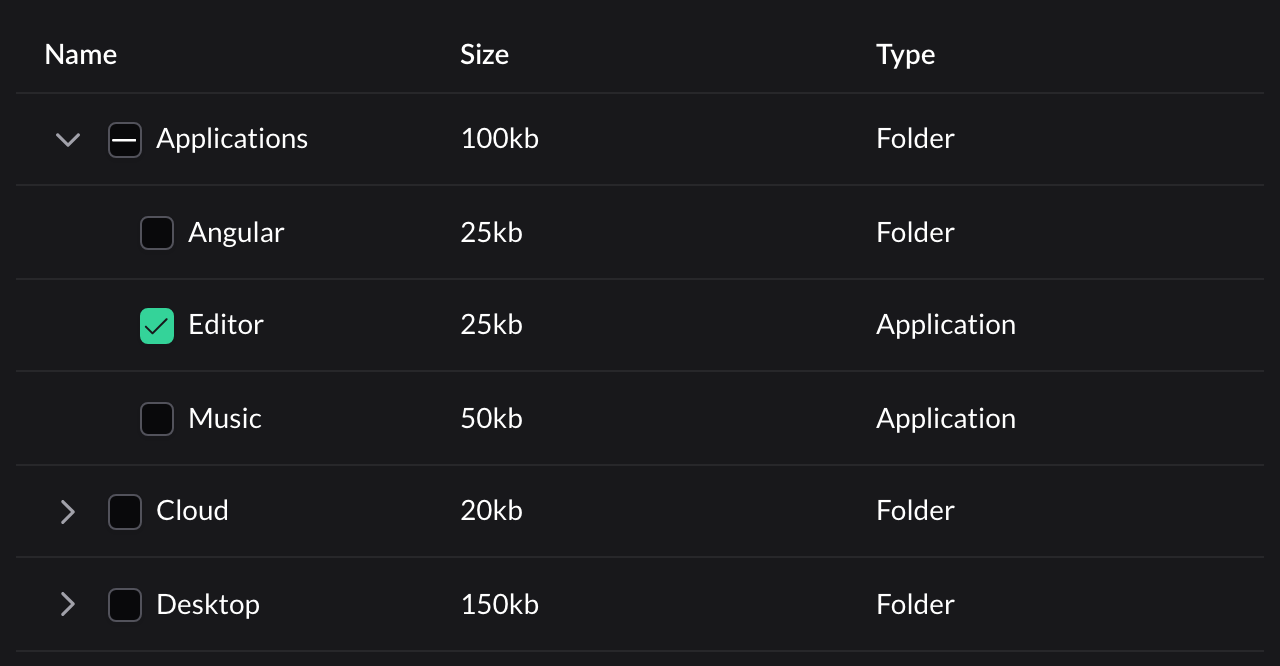 Name Size Type
Applications 100kb Folder
Angular 25kb Folder
Editor 25kb Application
Music 50kb Application
Cloud 20kb Folder
Desktop 150kb Folder